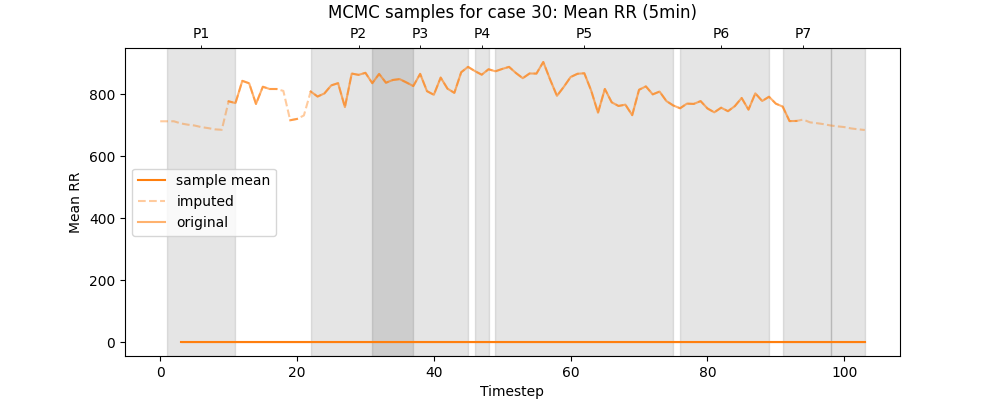 MCMC samples for case 30: Mean RR (5min)
P1 P2 P3 P4 P5 P6 P7
800
600
400
200
0
Mean RR
sample mean
imputed
original
0 20 40 60 80 100
Timestep